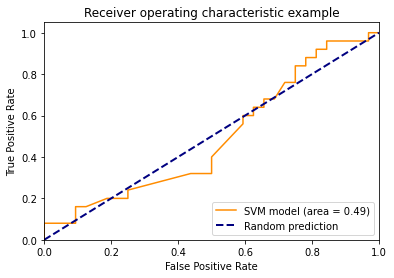 Receiver operating characteristic example
True Positive Rate
1.0
0.8
0.6
0.4
0.2
0.0
SVM model (area = 0.49)
Random prediction
0.0 0.2 0.4 0.6 0.8 1.0
False Positive Rate